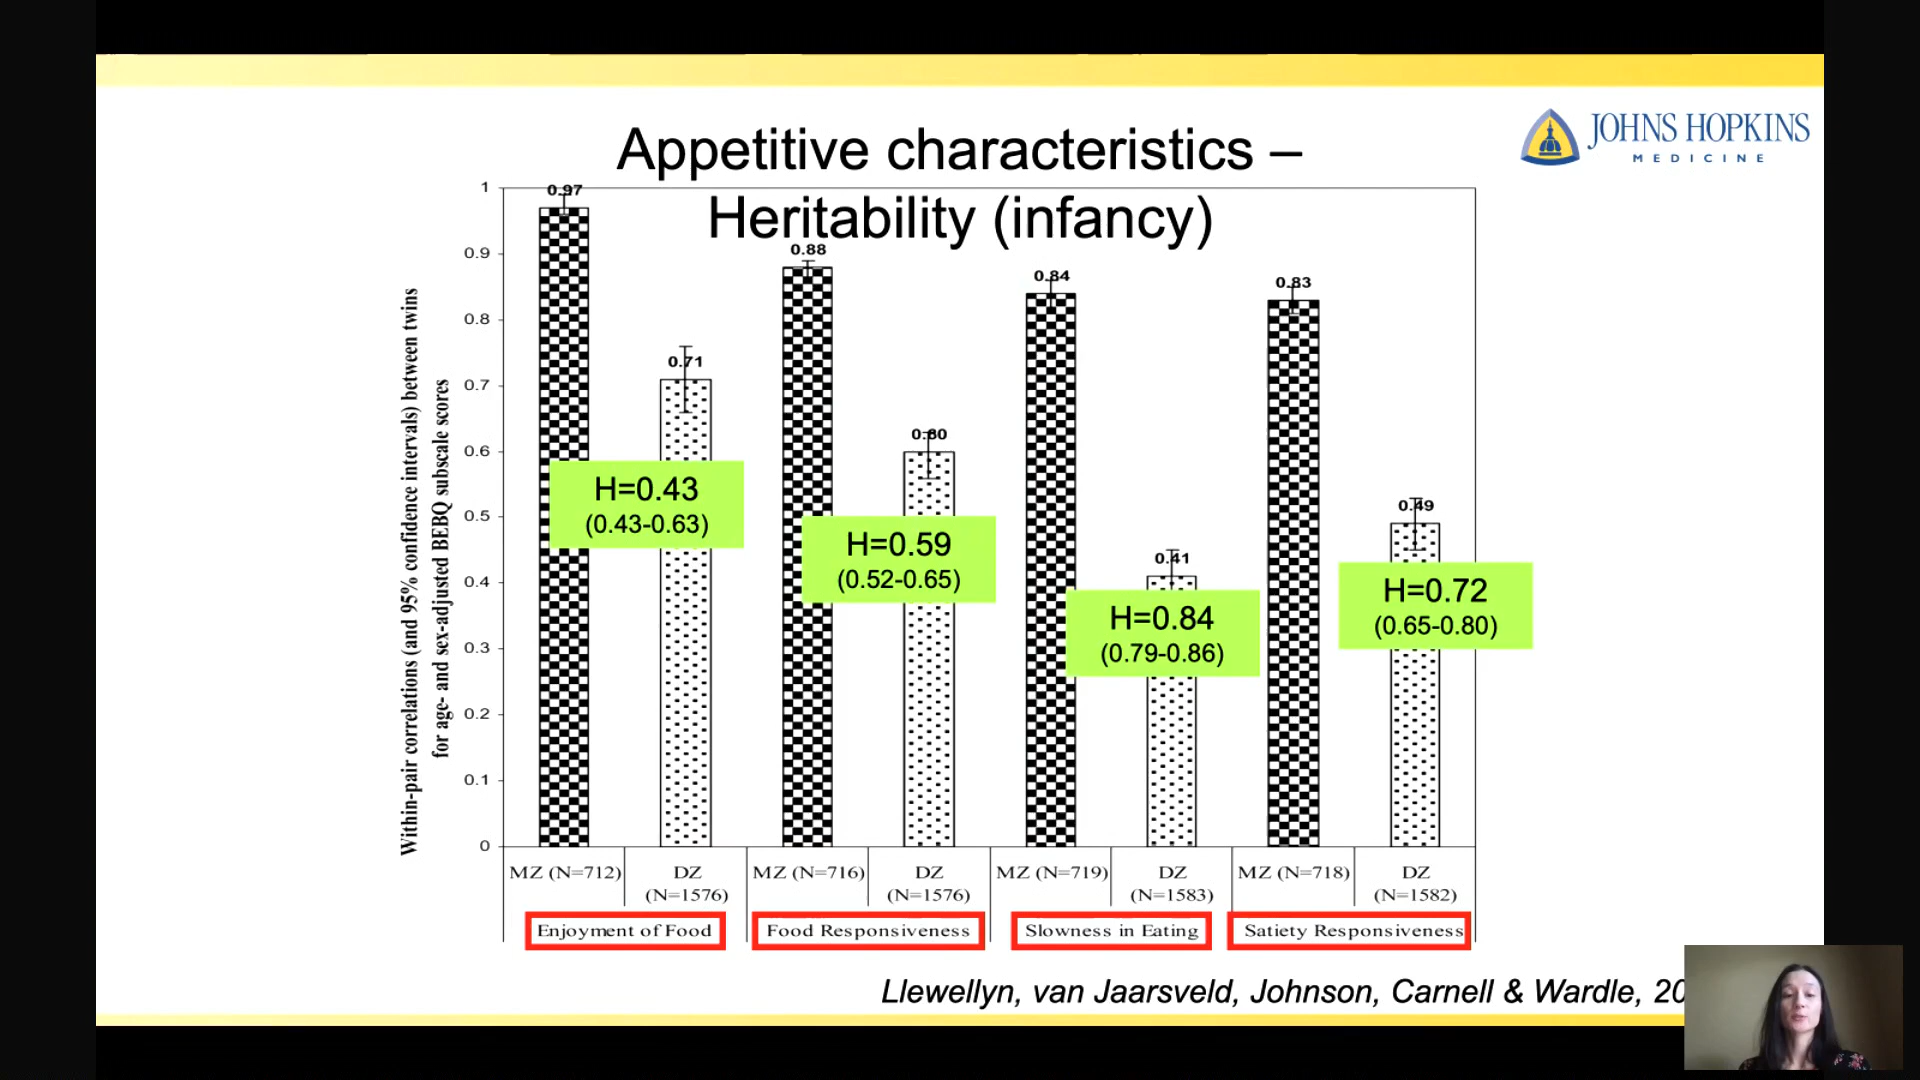 JOHNS HOPKINS
MEDICINE
Appetitive characteristics –
Heritability (infancy)
Within-pair correlations (and 95% confidence intervals) between twins
for age- and sex-adjusted BEBQ subscale scores
1
0.9
0.8
0.7
0.6
0.5
0.4
0.3
0.2
0.1
0
0.97
0.71
0.88
0.60
0.84
0.41
0.83
0.49
H=0.43
(0.43-0.63)
H=0.59
(0.52-0.65)
H=0.84
(0.79-0.86)
H=0.72
(0.65-0.80)
MZ (N=712)
DZ
(N=1576)
MZ (N=716)
DZ
(N=1576)
MZ (N=719)
DZ
(N=1583)
MZ (N=718)
DZ
(N=1582)
Enjoyment of Food
Food Responsiveness
Slowness in Eating
Satiety Responsiveness
Llewellyn, van Jaarsveld, Johnson, Carnell & Wardle, 20